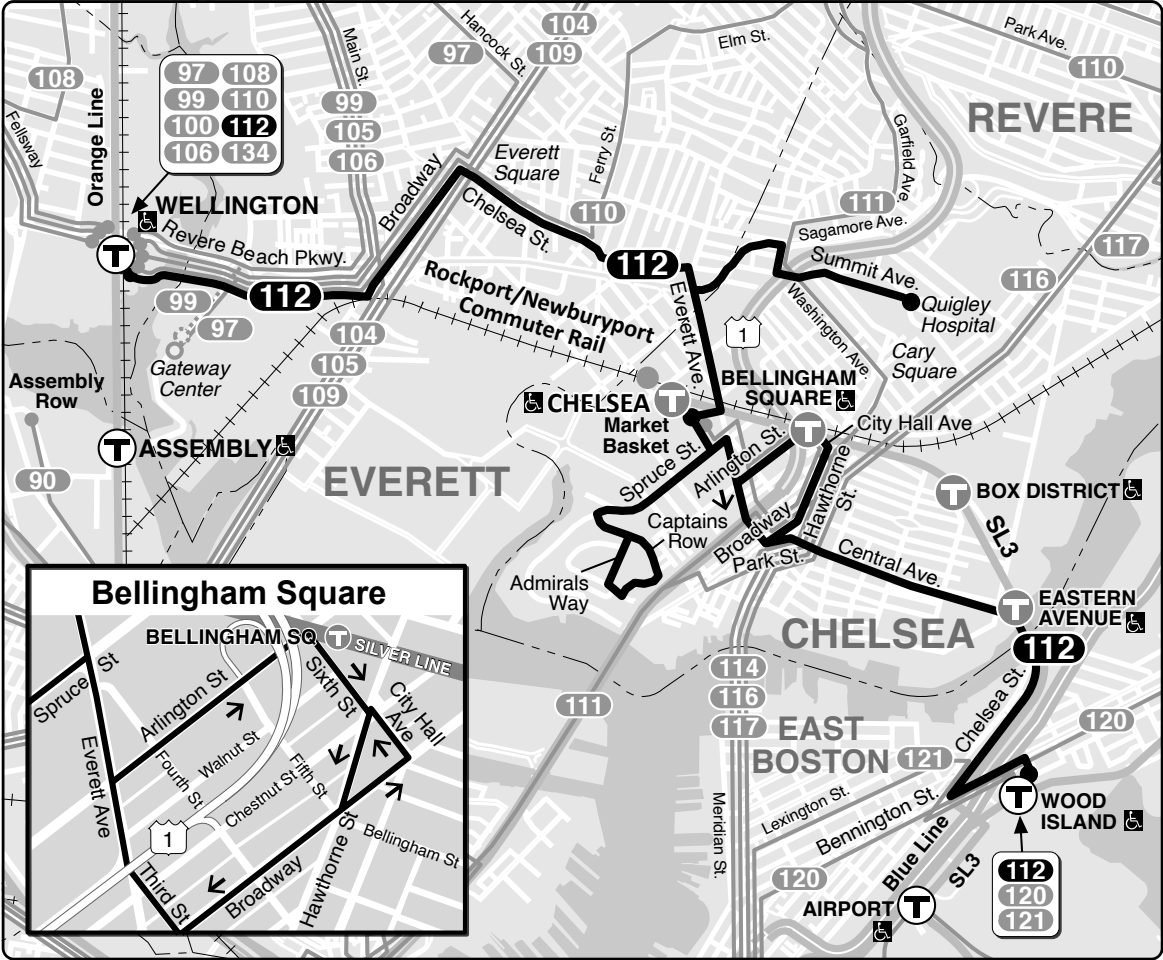 108
Fellsway
Orange Line
97 108
99 110
100 112
106 134
WELLINGTON
Revere Beach Pkwy.
Main St.
99
105
106
97
Hancock St.
104
109
Broadway
Everett
Square
Chelsea St.
Ferry St.
110
Elm St.
Park Ave.
110
REVERE
Garfield Ave.
111
Sagamore Ave.
117
116
Summit Ave.
Quigley
Hospital
Washington Ave.
Cary
Square
112
112
99
97
Gateway
Center
104
105
109
Rockport/Newburyport
Commuter Rail
Everett Ave.
1
Assembly
Row
ASSEMBLY
90
EVERETT
CHELSEA
Market
Basket
BELLINGHAM
SQUARE
City Hall Ave
Spruce St.
Arlington St.
Hawthorne
St.
Captains
Row
Broadway
Park St.
Admirals
Way
Central Ave.
BOX DISTRICT
SL3
EASTERN
AVENUE
112
CHELSEA
114
116
117
111
EAST
BOSTON
Chelsea St.
120
121
Lexington St.
Bennington St.
Meridian St.
Blue Line
SL3
120
AIRPORT
WOOD
ISLAND
112
120
121
Bellingham Square
BELLINGHAM SQ
T
SILVER LINE
Spruce St
Arlington St
Sixth St
City Hall
Ave
Everett Ave
Fourth St
Walnut St
Fifth St
Chestnut St
1
Third St
Broadway
Hawthorne St
Bellingham St
T
T
T
T
T
T
T
T